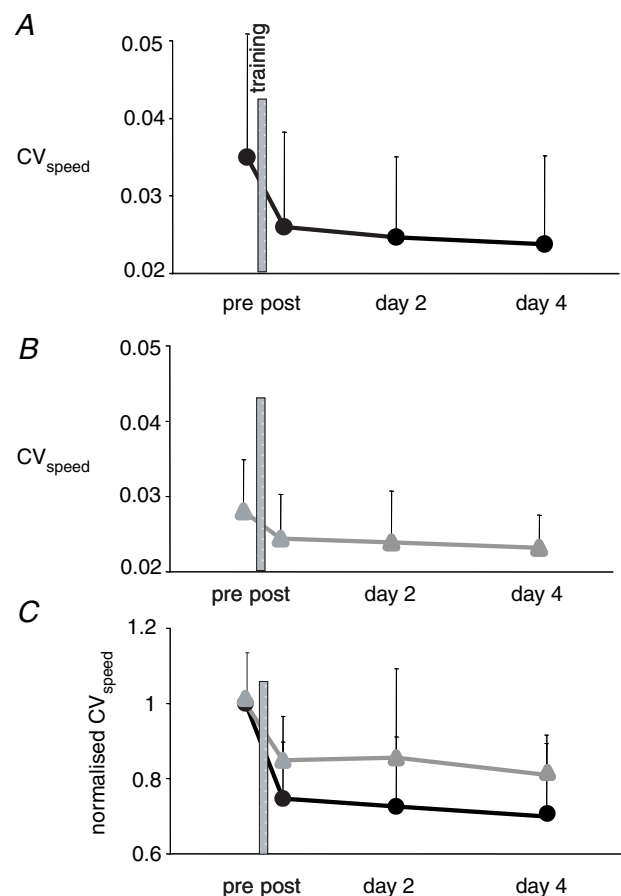 A
training
0.05
0.04
CVspeed
0.03
0.02
pre post day 2 day 4
B
0.05
0.04
CVspeed
0.03
0.02
pre post day 2 day 4
C
normalised CVspeed
1.2
1
0.8
0.6
pre post day 2 day 4